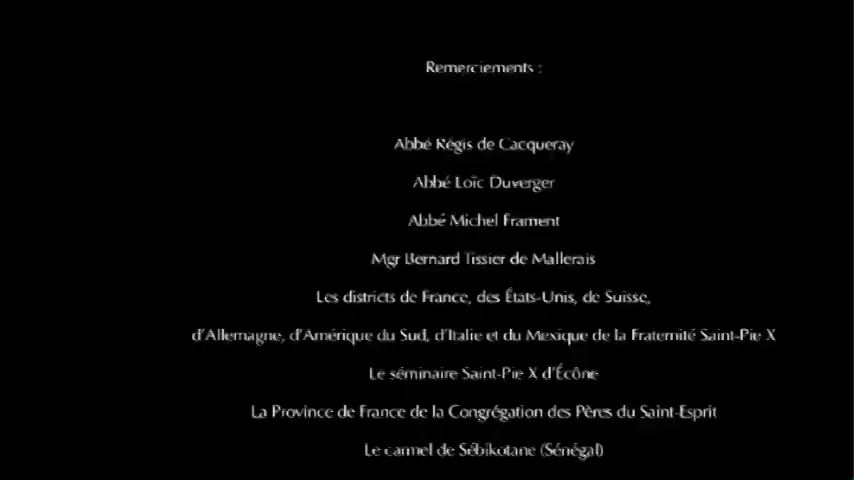 Remerciements :
Abbé Régis de Cacqueray
Abbé Loïc Duverger
Abbé Michel Frament
Mgr Bernard Tissier de Mallerais
Les districts de France, des États-Unis, de Suisse,
d'Allemagne, d'Amérique du Sud, d'Italie et du Mexique de la Fraternité Saint-Pie X
Le séminaire Saint-Pie X d'Écône
La Province de France de la Congrégation des Pères du Saint-Esprit
Le carmel de Sébikotane (Sénégal)